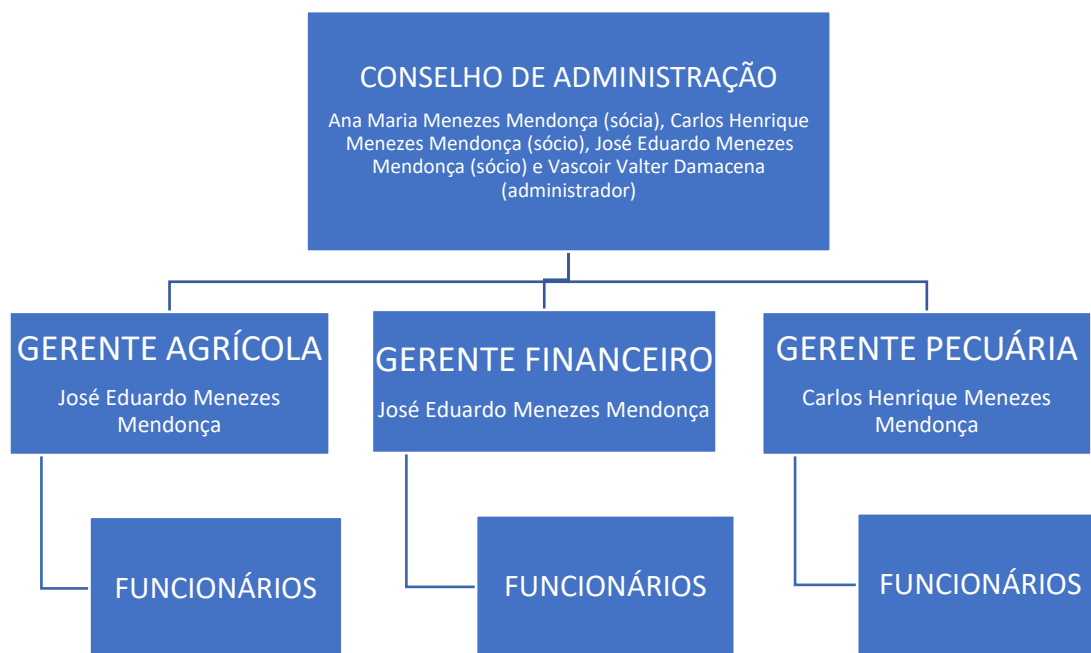 CONSELHO DE ADMINISTRAÇÃO
Ana Maria Menezes Mendonça (sócia), Carlos Henrique
Menezes Mendonça (sócio), José Eduardo Menezes
Mendonça (sócio) e Vascoir Valter Damacena
(administrador)
GERENTE AGRÍCOLA
José Eduardo Menezes
Mendonça
GERENTE FINANCEIRO
José Eduardo Menezes Mendonça
GERENTE PECUÁRIA
Carlos Henrique Menezes
Mendonça
FUNCIONÁRIOS
FUNCIONÁRIOS
FUNCIONÁRIOS